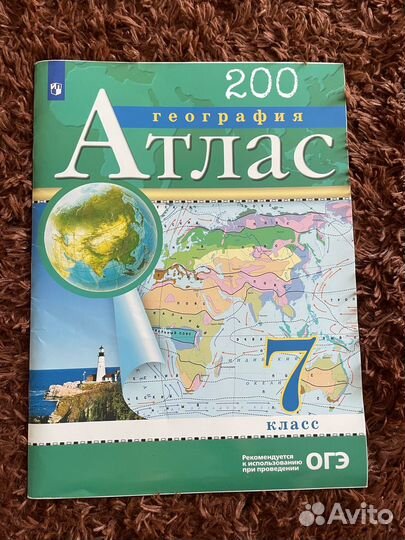 200
география
Атлас
7
класс
Рекомендуется
к использованию
при проведении
ОГЭ
Avito